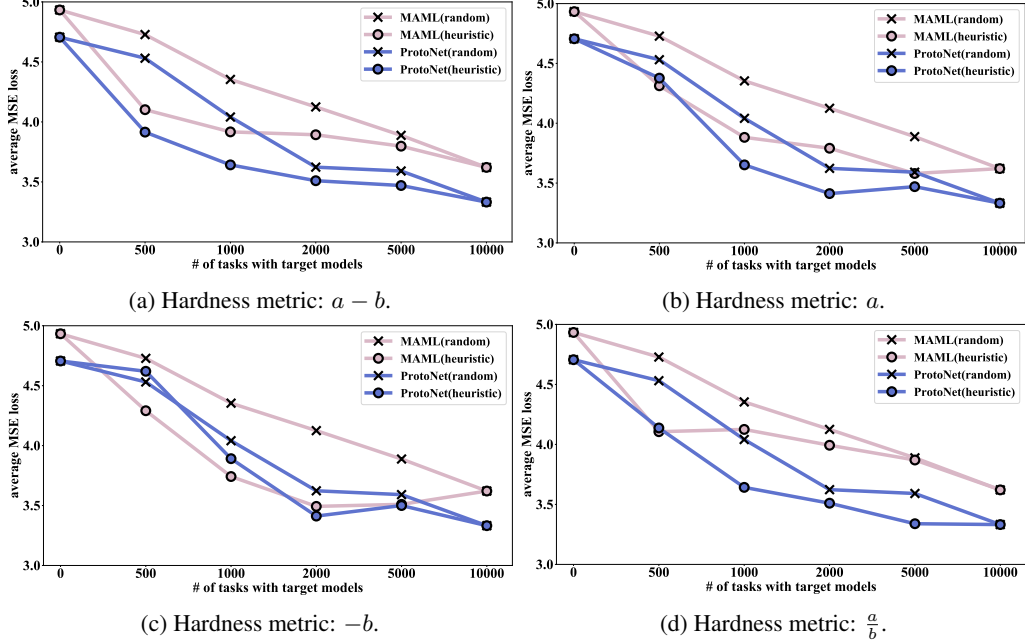 5.0
4.5
4.0
3.5
3.0
average MSE loss
MAML(random)
MAML(heuristic)
ProtoNet(random)
ProtoNet(heuristic)
0 500 1000 2000 5000 10000
# of tasks with target models
(a) Hardness metric: a − b.
4.5
4.0
3.5
3.0
average MSE loss
MAML(random)
MAML(heuristic)
ProtoNet(random)
ProtoNet(heuristic)
0 500 1000 2000 5000 10000
# of tasks with target models
(b) Hardness metric: a.
5.0
4.5
4.0
3.5
3.0
average MSE loss
MAML(random)
MAML(heuristic)
ProtoNet(random)
ProtoNet(heuristic)
0 500 1000 2000 5000 10000
# of tasks with target models
(c) Hardness metric: −b.
5.0
4.5
4.0
3.5
3.0
average MSE loss
MAML(random)
MAML(heuristic)
ProtoNet(random)
ProtoNet(heuristic)
0 500 1000 2000 5000 10000
# of tasks with target models
(d) Hardness metric: a/b.